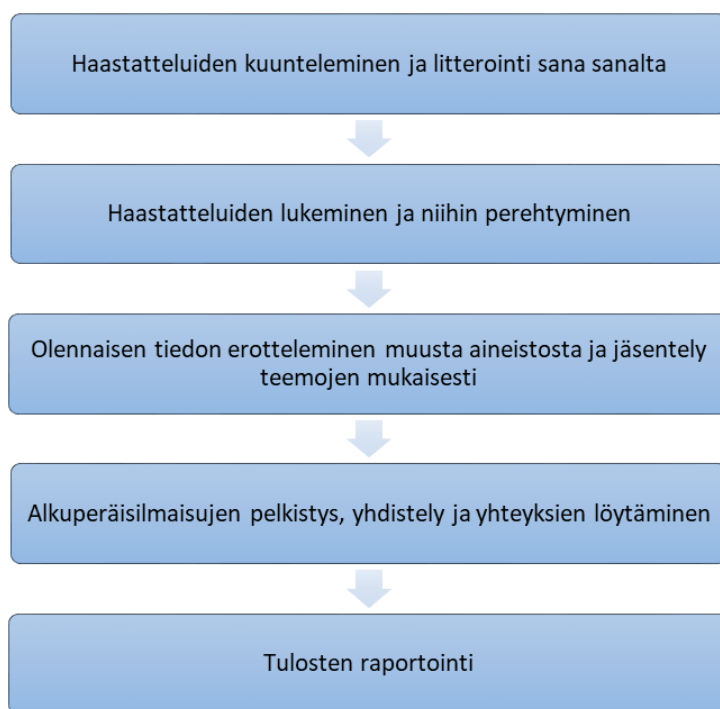 Haastatteluiden kuunteleminen ja litterointi sana sanalta
Haastatteluiden lukeminen ja niihin perehtyminen
Olennaisen tiedon erotteleminen muusta aineistosta ja jäsentely
teemojen mukaisesti
Alkuperäisilmaisujen pelkistys, yhdistely ja yhteyksien löytäminen
Tulosten raportointi